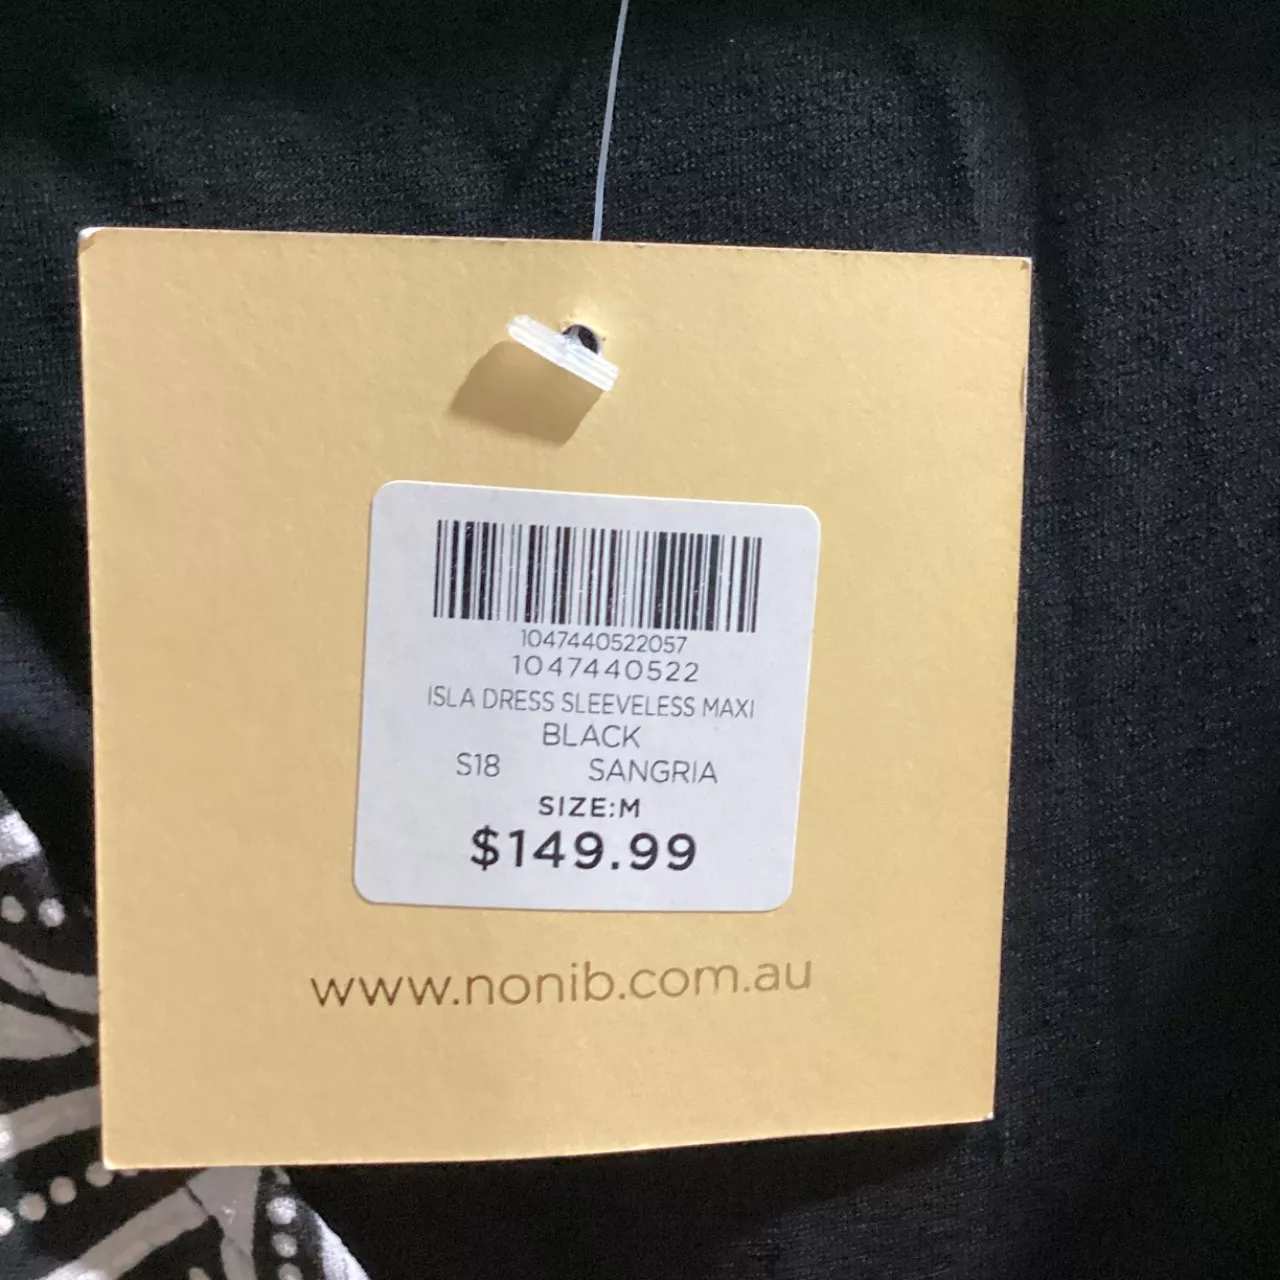 1047440522057
1047440522
ISLA DRESS SLEEVELESS MAXI
BLACK
S18 SANGRIA
SIZE:M
$149.99
www.nonib.com.au